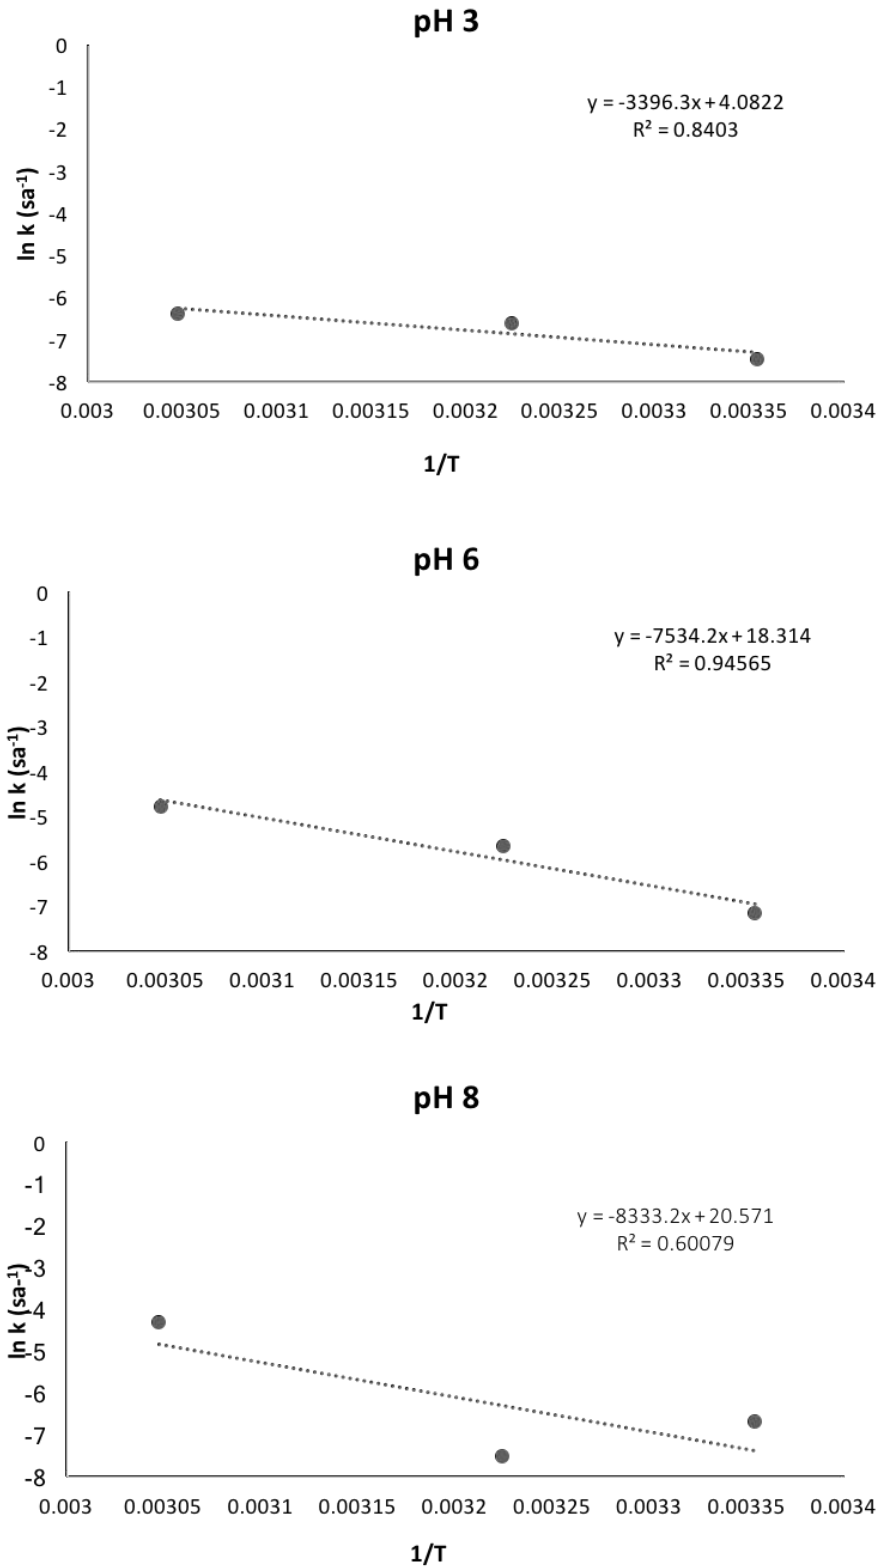 pH 3
0
-1
-2
-3
-4
-5
-6
-7
-8
ln k (sa⁻¹)
y = -3396.3x + 4.0822
R² = 0.8403
0.003 0.00305 0.0031 0.00315 0.0032 0.00325 0.0033 0.00335 0.0034
1/T
pH 6
0
-1
-2
-3
-4
-5
-6
-7
-8
ln k (sa⁻¹)
y = -7534.2x + 18.314
R² = 0.94565
0.003 0.00305 0.0031 0.00315 0.0032 0.00325 0.0033 0.00335 0.0034
1/T
pH 8
0
-1
-2
-3
-4
-5
-6
-7
-8
ln k (sa-¹)
y = -8333.2x + 20.571
R² = 0.60079
0.003 0.00305 0.0031 0.00315 0.0032 0.00325 0.0033 0.00335 0.0034
1/T